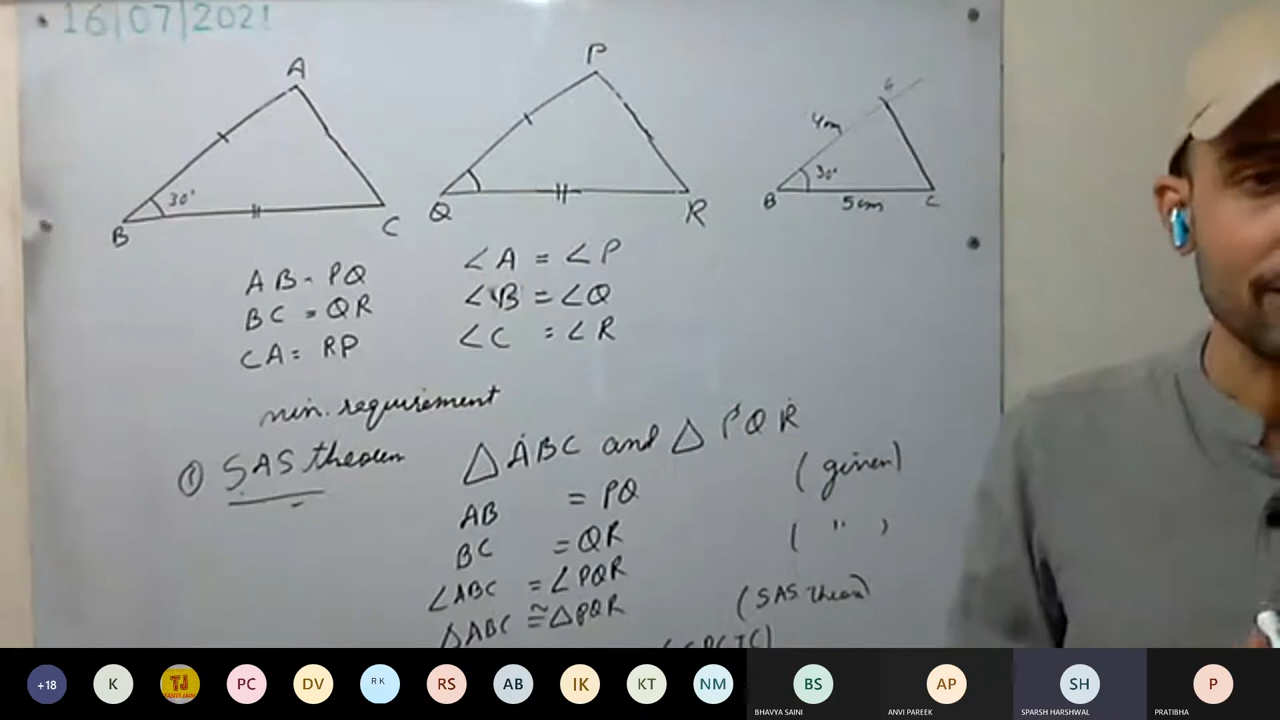 16/07/2021
A
30°
B
C
P
Q
R
4cm
30°
B
5cm
C
AB = PQ
BC = QR
CA = RP
∠A = ∠P
∠B = ∠Q
∠C = ∠R
min. requirement
① SAS theorem
△ABC and △PQR
AB = PQ (given)
BC = QR ( " )
∠ABC = ∠PQR
△ABC ≅ △PQR (SAS theorem)
+18
K
TJ
TANVI JAIN
PC
DV
RK
RS
AB
IK
KT
NM
BS
BHAVYA SAINI
AP
ANVI PAREEK
SH
SPARSH HARSHWAL
P
PRATIBHA